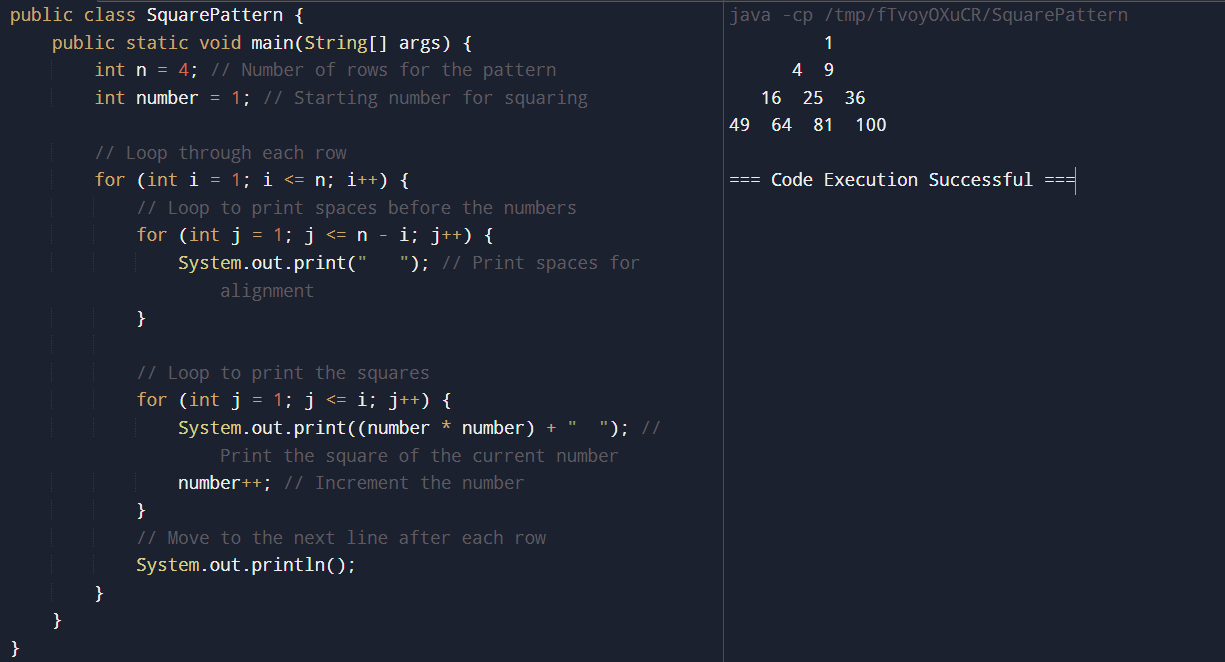 public class SquarePattern {
    public static void main(String[] args) {
        int n = 4; // Number of rows for the pattern
        int number = 1; // Starting number for squaring

        // Loop through each row
        for (int i = 1; i <= n; i++) {
            // Loop to print spaces before the numbers
            for (int j = 1; j <= n - i; j++) {
                System.out.print("   "); // Print spaces for
                    alignment
            }

            // Loop to print the squares
            for (int j = 1; j <= i; j++) {
                System.out.print((number * number) + "  "); //
                    Print the square of the current number
                number++; // Increment the number
            }
            // Move to the next line after each row
            System.out.println();
        }
    }
}
java -cp /tmp/fTvoyOXuCR/SquarePattern
         1
      4  9
   16  25  36
49  64  81  100

=== Code Execution Successful ===